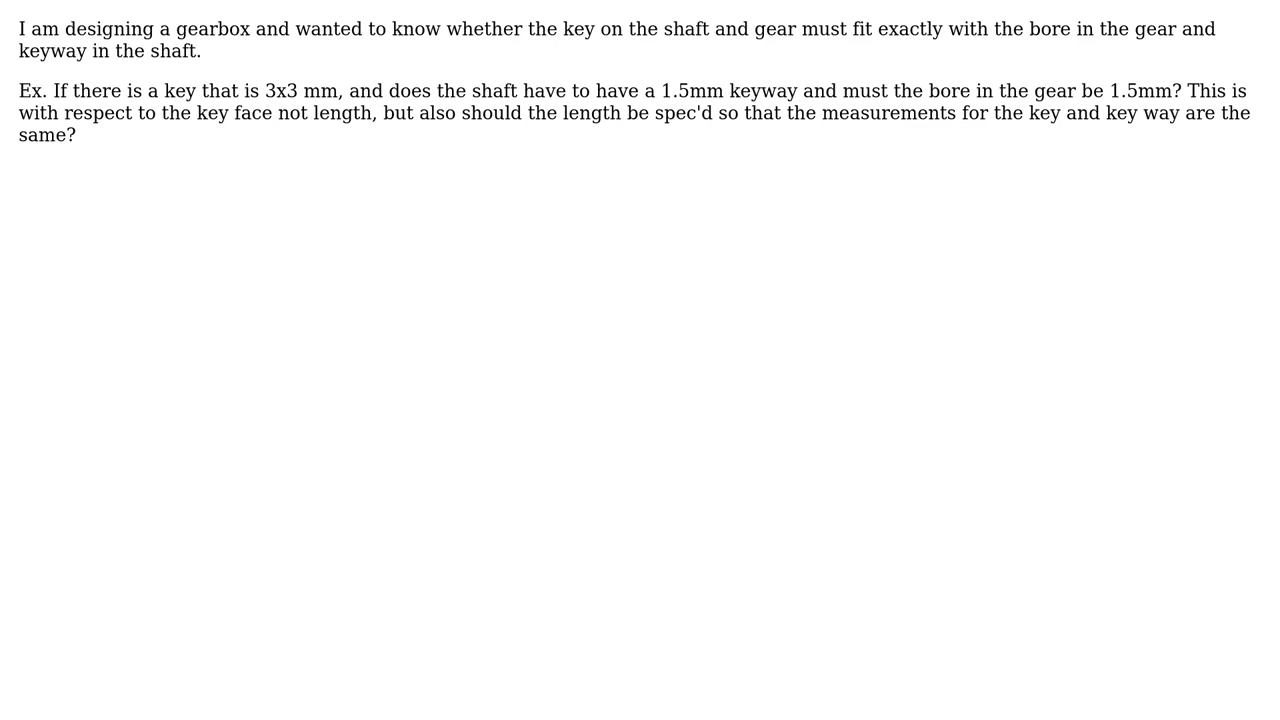 I am designing a gearbox and wanted to know whether the key on the shaft and gear must fit exactly with the bore in the gear and
keyway in the shaft.
Ex. If there is a key that is 3x3 mm, and does the shaft have to have a 1.5mm keyway and must the bore in the gear be 1.5mm? This is
with respect to the key face not length, but also should the length be spec'd so that the measurements for the key and key way are the
same?